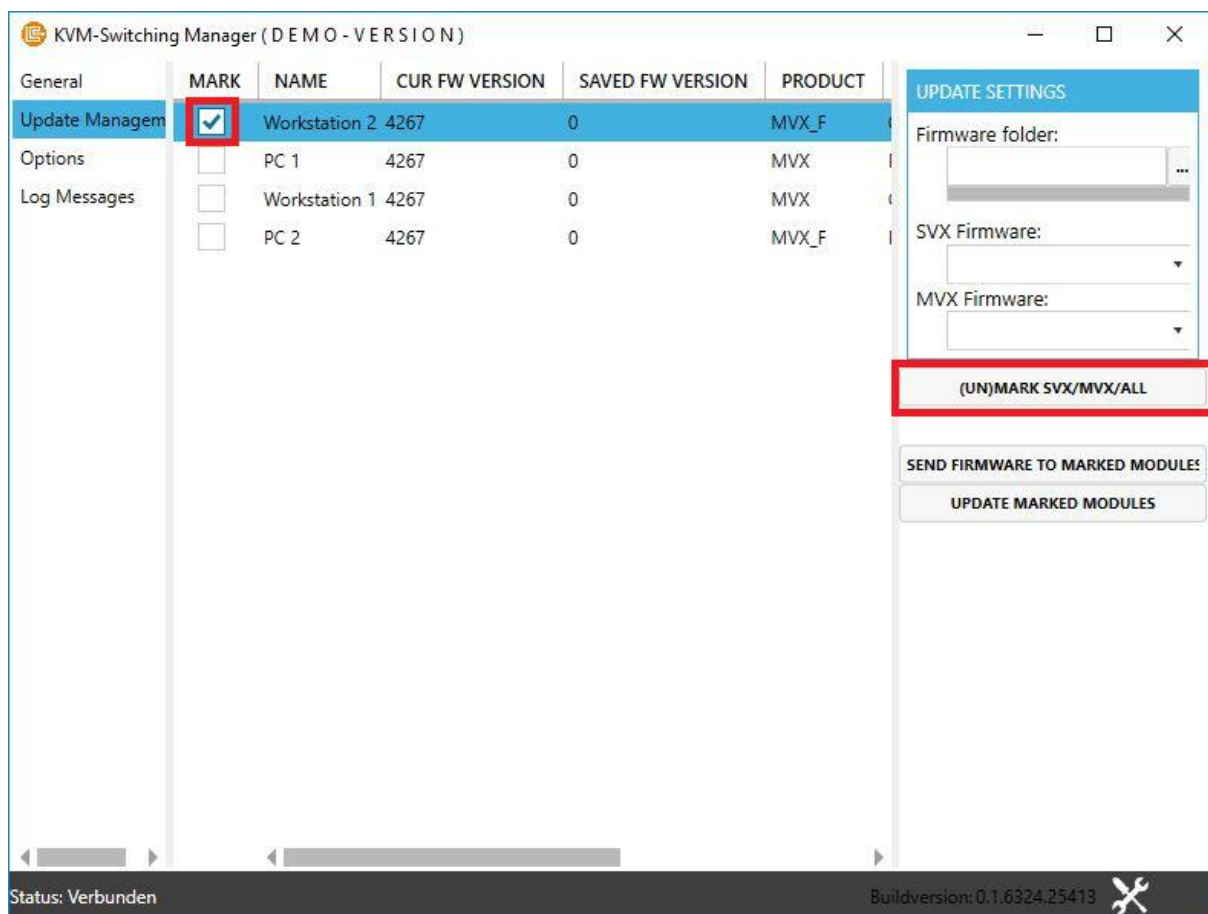 KVM-Switching Manager ( D E M O - V E R S I O N )
General
Update Managem
Options
Log Messages
MARK NAME CUR FW VERSION SAVED FW VERSION PRODUCT
Workstation 2 4267 0 MVX_F
PC 1 4267 0 MVX
Workstation 1 4267 0 MVX
PC 2 4267 0 MVX_F
UPDATE SETTINGS
Firmware folder:
...
SVX Firmware:
MVX Firmware:
(UN)MARK SVX/MVX/ALL
SEND FIRMWARE TO MARKED MODULES
UPDATE MARKED MODULES
Status: Verbunden
Buildversion: 0.1.6324.25413